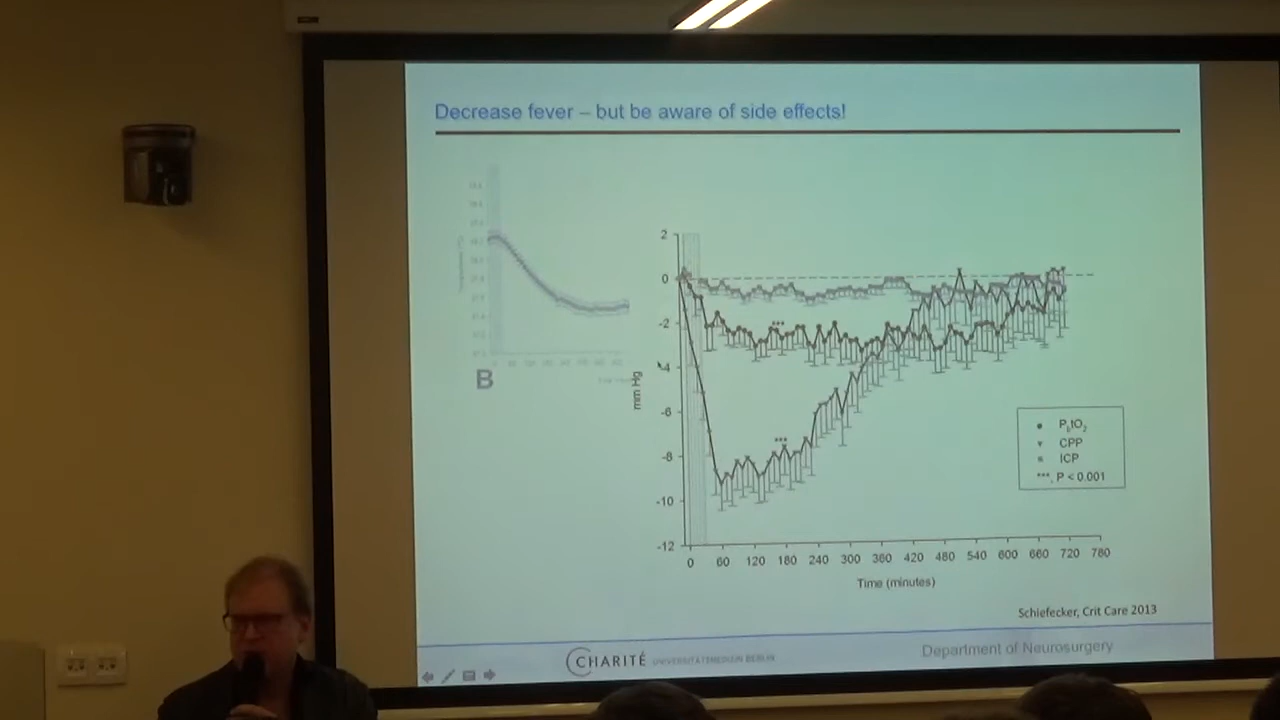 Decrease fever – but be aware of side effects!
B
2
0
-2
-4
-6
-8
-10
-12
mm Hg
***
***
PbtO2
CPP
ICP
***, P < 0.001
0 60 120 180 240 300 360 420 480 540 600 660 720 780
Time (minutes)
Schiefecker, Crit Care 2013
CHARITÉ UNIVERSITÄTSMEDIZIN BERLIN
Department of Neurosurgery